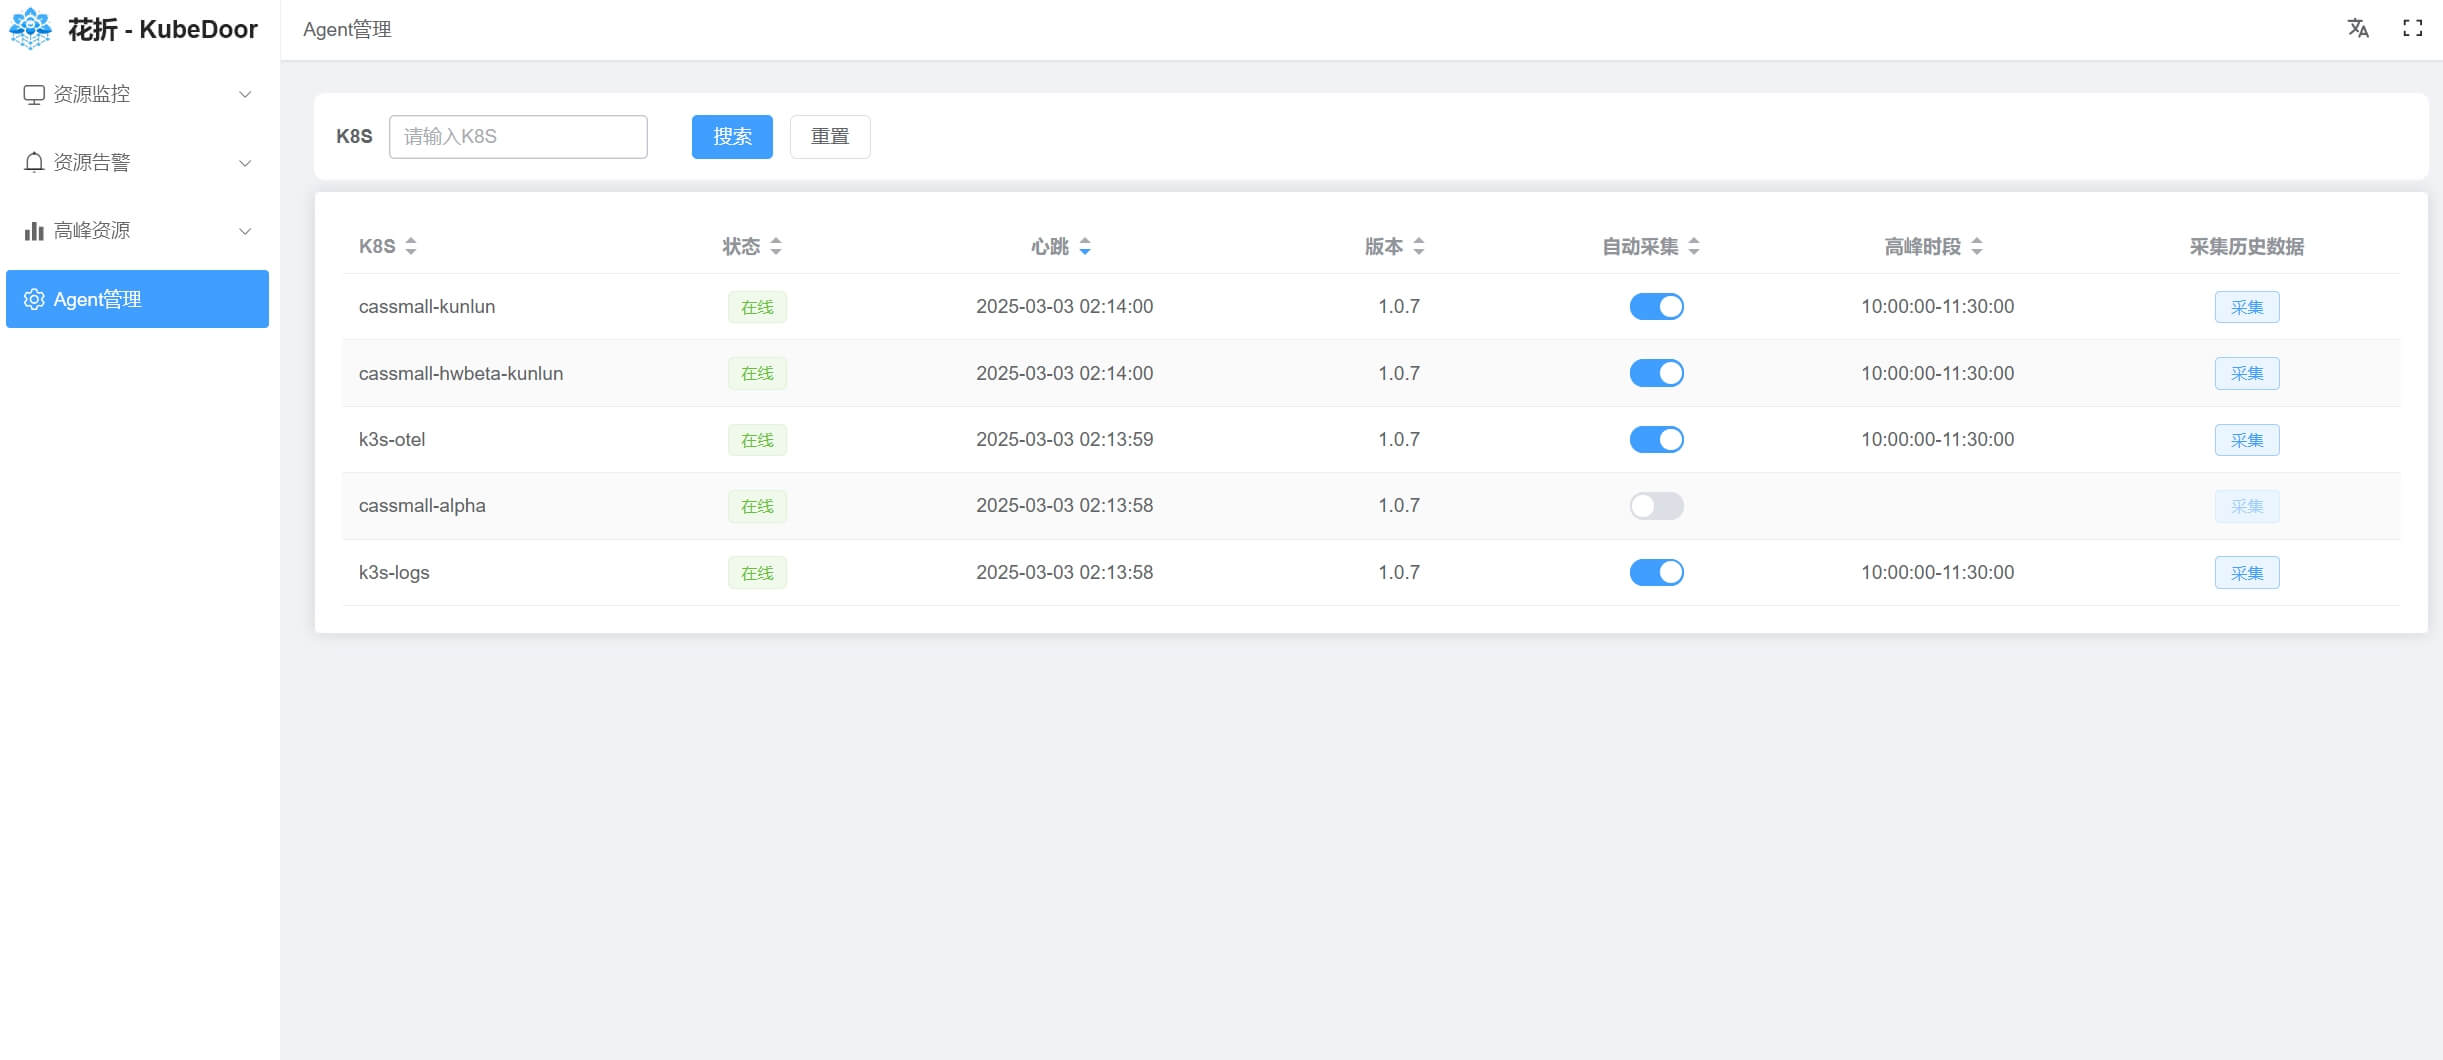 花折 - KubeDoor
Agent管理
资源监控
资源告警
高峰资源
Agent管理
K8S 请输入K8S 搜索 重置
K8S 状态 心跳 版本 自动采集 高峰时段 采集历史数据
cassmall-kunlun 在线 2025-03-03 02:14:00 1.0.7 10:00:00-11:30:00 采集
cassmall-hwbeta-kunlun 在线 2025-03-03 02:14:00 1.0.7 10:00:00-11:30:00 采集
k3s-otel 在线 2025-03-03 02:13:59 1.0.7 10:00:00-11:30:00 采集
cassmall-alpha 在线 2025-03-03 02:13:58 1.0.7 采集
k3s-logs 在线 2025-03-03 02:13:58 1.0.7 10:00:00-11:30:00 采集